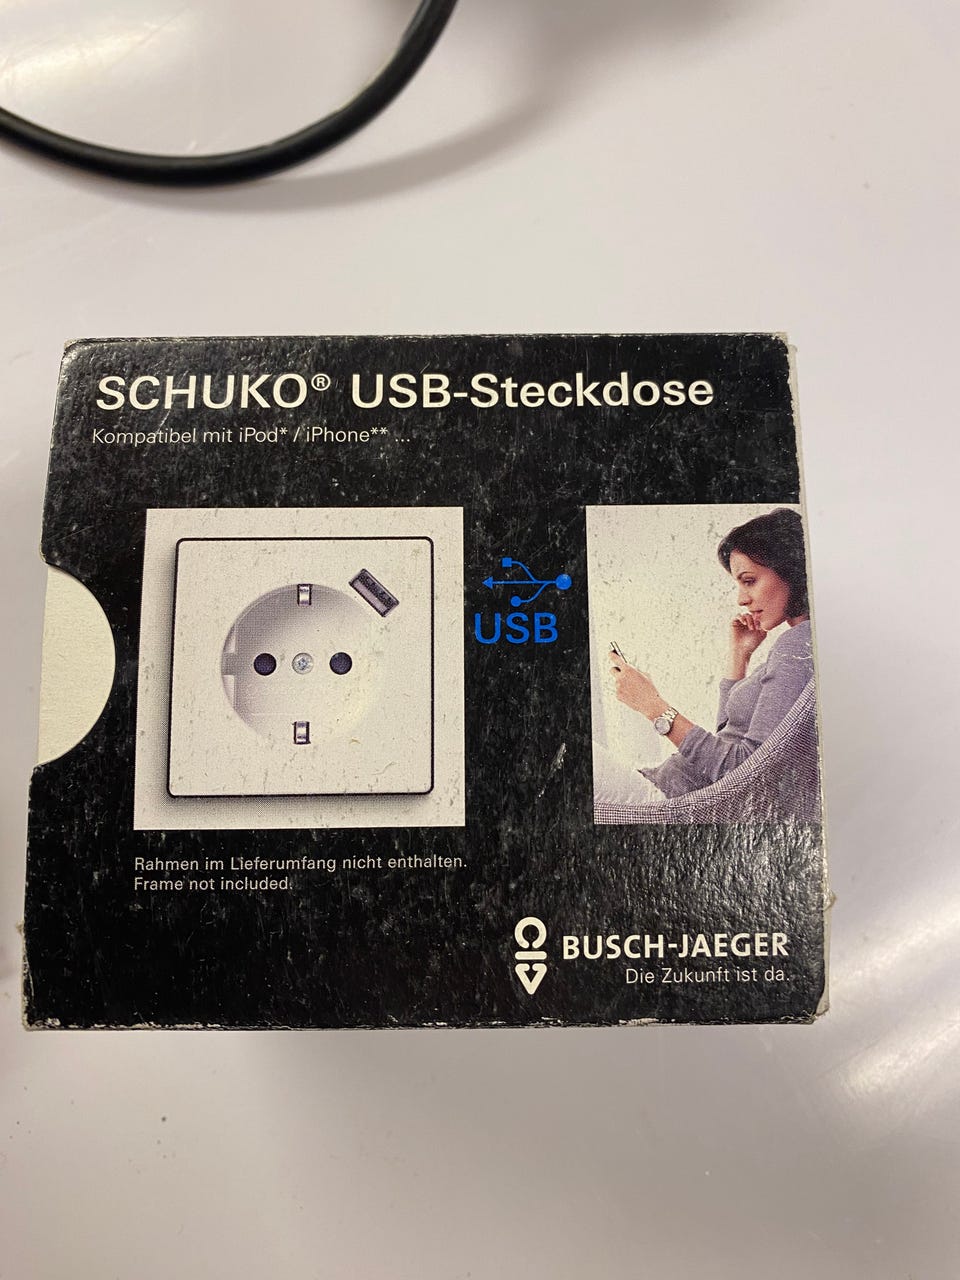 SCHUKO® USB-Steckdose
Kompatibel mit iPod* / iPhone** ...
USB
Rahmen im Lieferumfang nicht enthalten.
Frame not included.
BUSCH-JAEGER
Die Zukunft ist da.